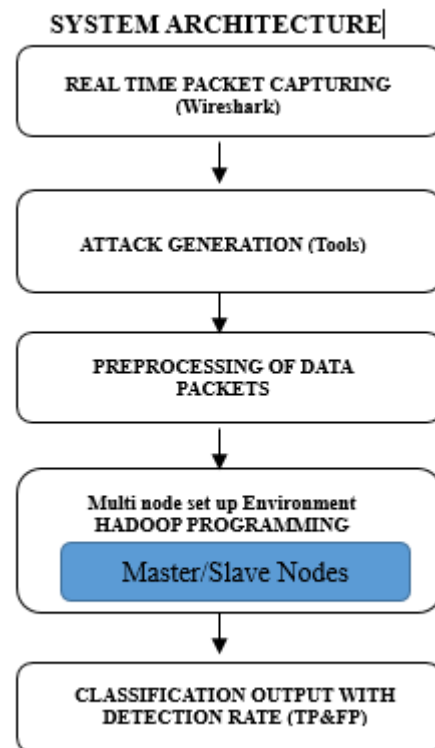 SYSTEM ARCHITECTURE
REAL TIME PACKET CAPTURING
(Wireshark)
ATTACK GENERATION (Tools)
PREPROCESSING OF DATA
PACKETS
Multi node set up Environment
HADOOP PROGRAMMING
Master/Slave Nodes
CLASSIFICATION OUTPUT WITH
DETECTION RATE (TP&FP)